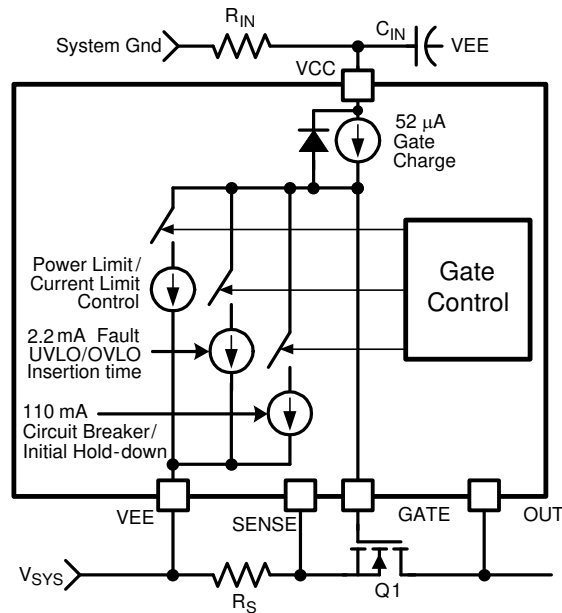 R_IN
System Gnd
C_IN
VEE
VCC
52 μA
Gate
Charge
Power Limit/
Current Limit
Control
Gate
Control
2.2 mA Fault
UVLO/OVLO
Insertion time
110 mA
Circuit Breaker/
Initial Hold-down
VEE
SENSE
GATE
OUT
V_SYS
R_S
Q1